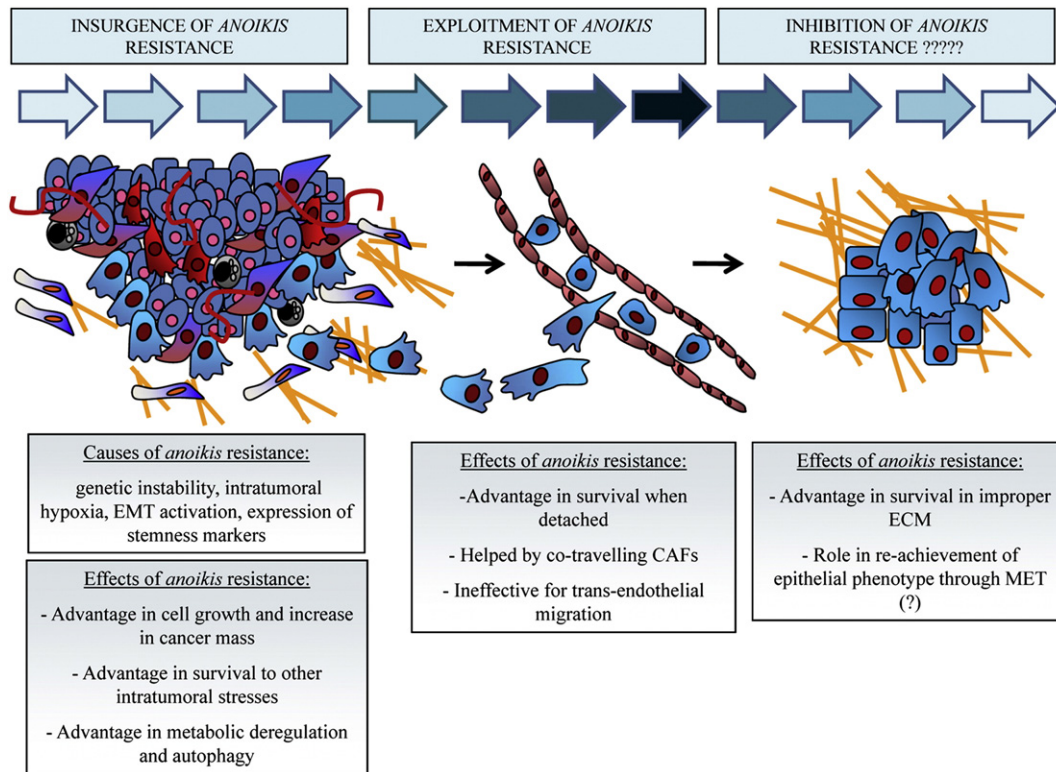 INSURGENCE OF ANOIKIS
RESISTANCE
EXPLOITMENT OF ANOIKIS
RESISTANCE
INHIBITION OF ANOIKIS
RESISTANCE ?????
Causes of anoikis resistance:
genetic instability, intratumoral
hypoxia, EMT activation, expression of
stemness markers
Effects of anoikis resistance:
- Advantage in cell growth and increase
in cancer mass
- Advantage in survival to other
intratumoral stresses
- Advantage in metabolic deregulation
and autophagy
Effects of anoikis resistance:
-Advantage in survival when
detached
- Helped by co-travelling CAFs
- Ineffective for trans-endothelial
migration
Effects of anoikis resistance:
- Advantage in survival in improper
ECM
- Role in re-achievement of
epithelial phenotype through MET
(?)